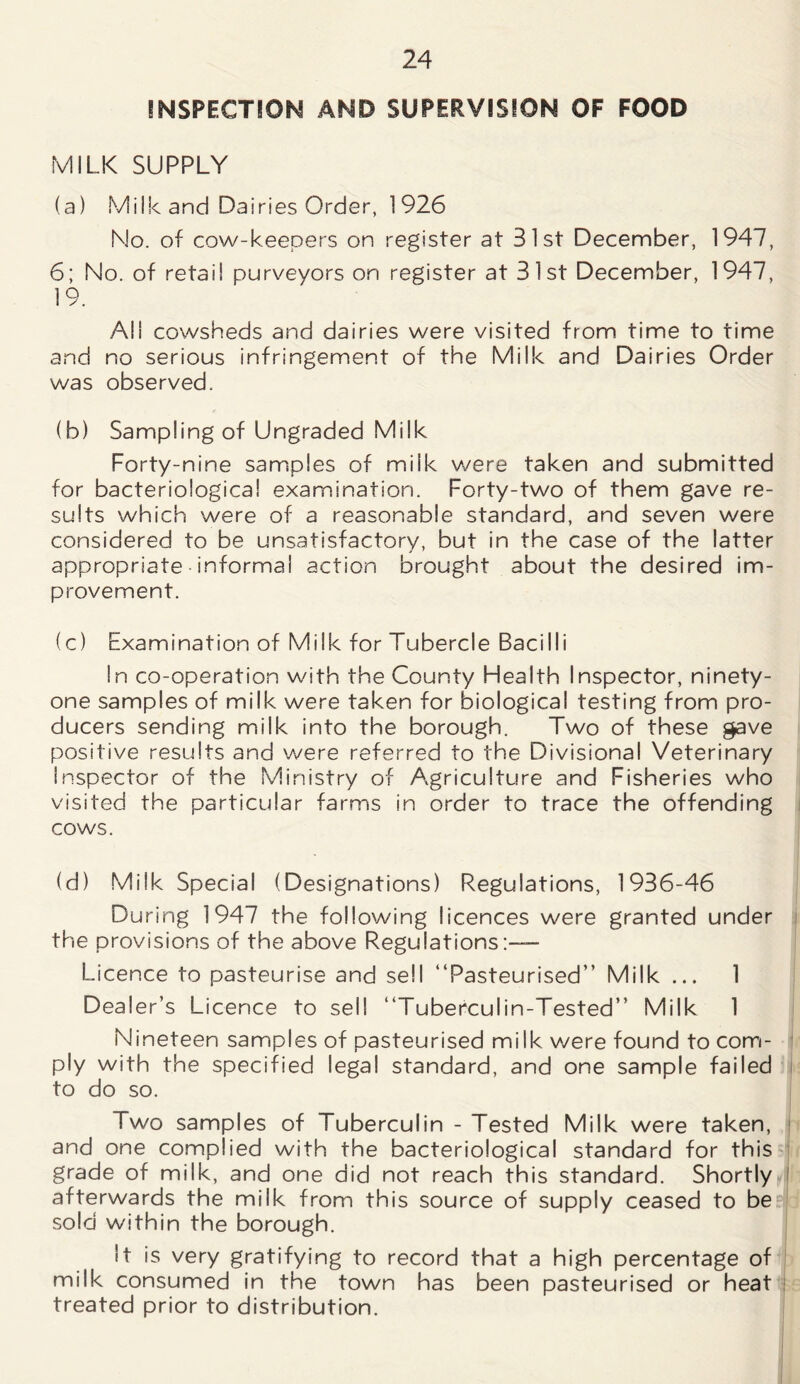 24
INSPECTION AND SUPERVISION OF FOOD
MILK SUPPLY
(a) Milk and Dairies Order, 1926
No. of cow-keepers on register at 31st December, 1947,
6; No. of retail purveyors on register at 31st December, 1947,
19.
All cowsheds and dairies were visited from time to time
and no serious infringement of the Milk and Dairies Order
was observed.
(b) Sampling of Ungraded Milk
Forty-nine samples of milk were taken and submitted
for bacteriological examination. Forty-two of them gave re-
sults which were of a reasonable standard, and seven were
considered to be unsatisfactory, but in the case of the latter
appropriate informal action brought about the desired im-
provement.
(c) Examination of Milk for Tubercle Bacilli
In co-operation with the County Health Inspector, ninety-
one samples of milk were taken for biological testing from pro-
ducers sending milk into the borough. Two of these gave
positive results and were referred to the Divisional Veterinary
Inspector of the Ministry of Agriculture and Fisheries who
visited the particular farms in order to trace the offending
cows.
(d) Milk Special (Designations) Regulations, 1936-46
During 1947 the following licences were granted under
the provisions of the above Regulations:—
Licence to pasteurise and sell “Pasteurised” Milk ... 1
Dealer’s Licence to sell “Tuberculin-Tested” Milk 1
Nineteen samples of pasteurised milk were found to com-
ply with the specified legal standard, and one sample failed
to do so.
Two samples of Tuberculin - Tested Milk were taken,
and one complied with the bacteriological standard for this
grade of milk, and one did not reach this standard. Shortly
afterwards the milk from this source of supply ceased to be
sold within the borough.
It is very gratifying to record that a high percentage of
milk consumed in the town has been pasteurised or heat
treated prior to distribution.